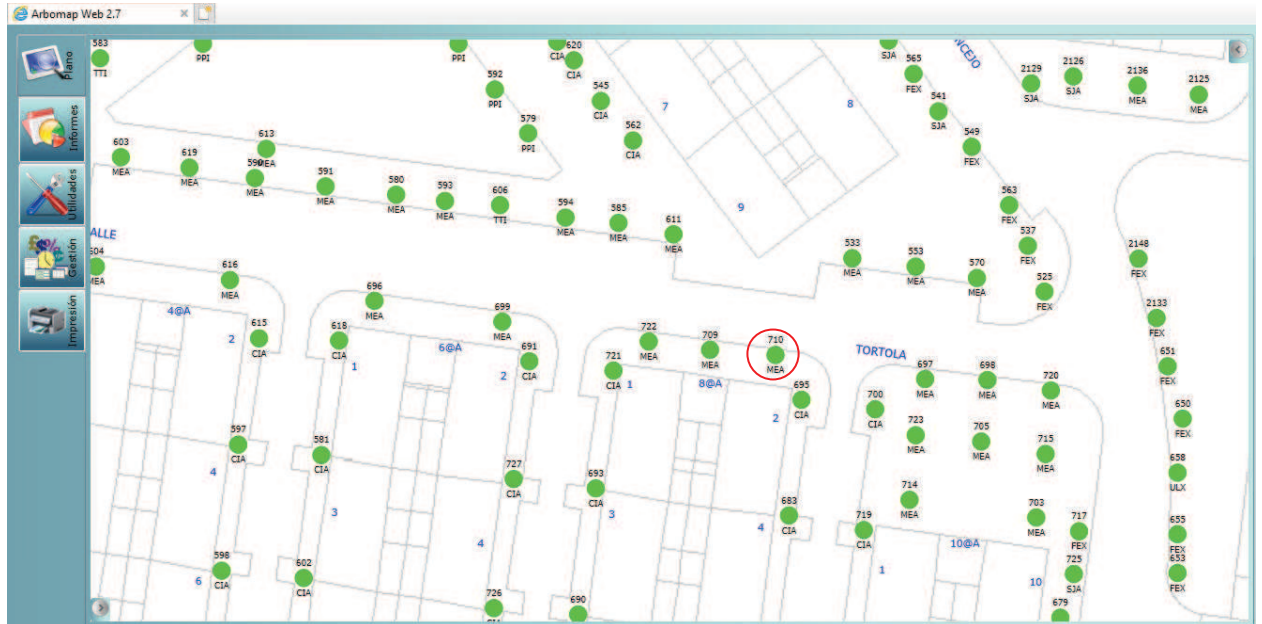 Arbomap Web 2.7
Plano
Informes
Utilidades
Gestión
Impresión
583
TTI
PPI
PPI
592
PPI
579
PPI
CIA
620
CIA
545
CIA
562
CIA
7
8
9
SJA
565
FEX
541
SJA
549
FEX
563
FEX
537
FEX
525
FEX
NCEJO
2129
SJA
2126
SJA
2136
MEA
2125
MEA
603
MEA
619
MEA
613
MEA
590
MEA
591
MEA
580
MEA
593
MEA
606
TTI
594
MEA
585
MEA
611
MEA
533
MEA
553
MEA
570
MEA
2148
FEX
2133
FEX
651
FEX
650
FEX
658
ULX
655
FEX
653
FEX
ALLE
604
MEA
616
MEA
4@A
2
615
CIA
618
CIA
1
696
MEA
699
MEA
6@A
2
691
CIA
722
MEA
709
MEA
710
MEA
721
CIA
1
8@A
2
695
CIA
TORTOLA
700
CIA
697
MEA
698
MEA
720
MEA
723
MEA
705
MEA
715
MEA
597
CIA
4
581
CIA
3
727
CIA
4
693
CIA
3
683
CIA
4
714
MEA
719
CIA
703
MEA
717
FEX
1
10@A
10
725
SJA
679
598
CIA
6
602
CIA
726
CIA
690